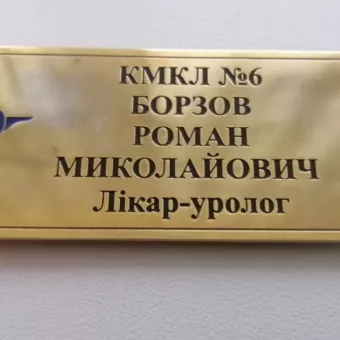 КМКЛ №6
БОРЗОВ
РОМАН
МИКОЛАЙОВИЧ
Лікар-уролог